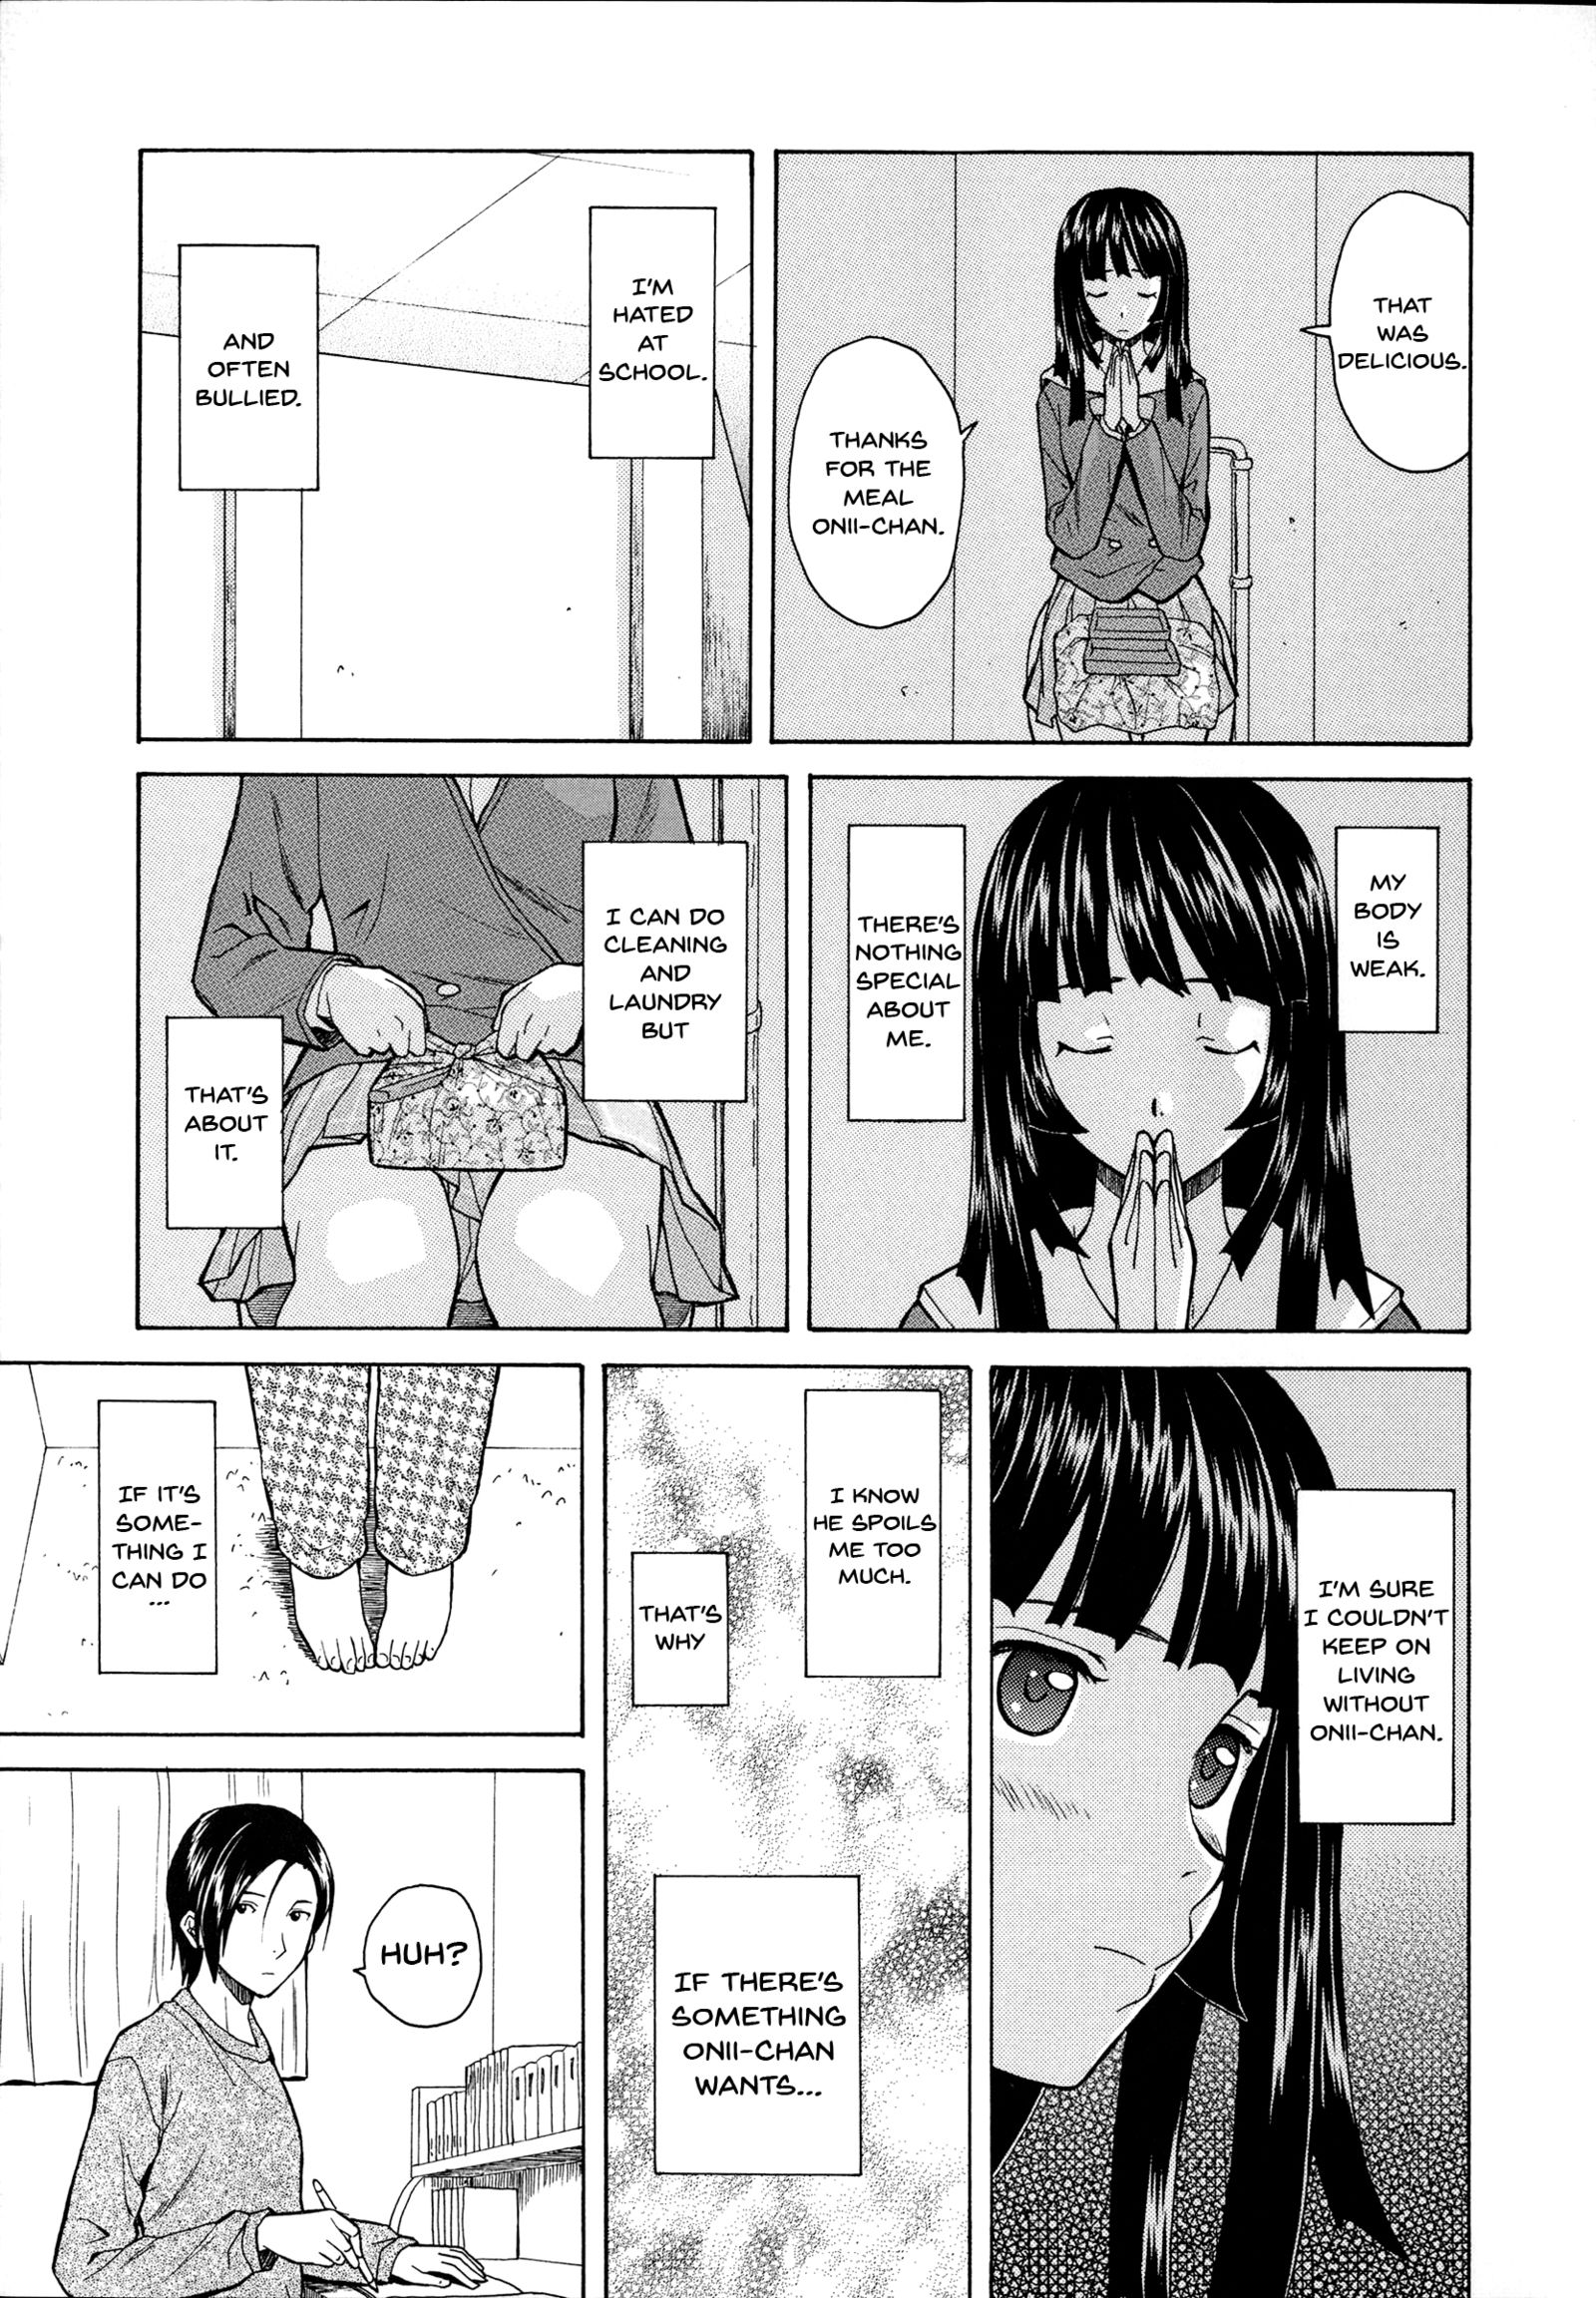 THAT
WAS
DELICIOUS.
THANKS
FOR THE
MEAL
ONII-CHAN.
I'M
HATED
AT
SCHOOL.
AND
OFTEN
BULLIED.
MY
BODY
IS
WEAK.
THERE'S
NOTHING
SPECIAL
ABOUT
ME.
I CAN DO
CLEANING
AND
LAUNDRY
BUT
THAT'S
ABOUT
IT.
I'M SURE
I COULDN'T
KEEP ON
LIVING
WITHOUT
ONII-CHAN.
I KNOW
HE SPOILS
ME TOO
MUCH.
THAT'S
WHY
IF THERE'S
SOMETHING
ONII-CHAN
WANTS...
IF IT'S
SOME-
THING I
CAN DO
...
HUH?